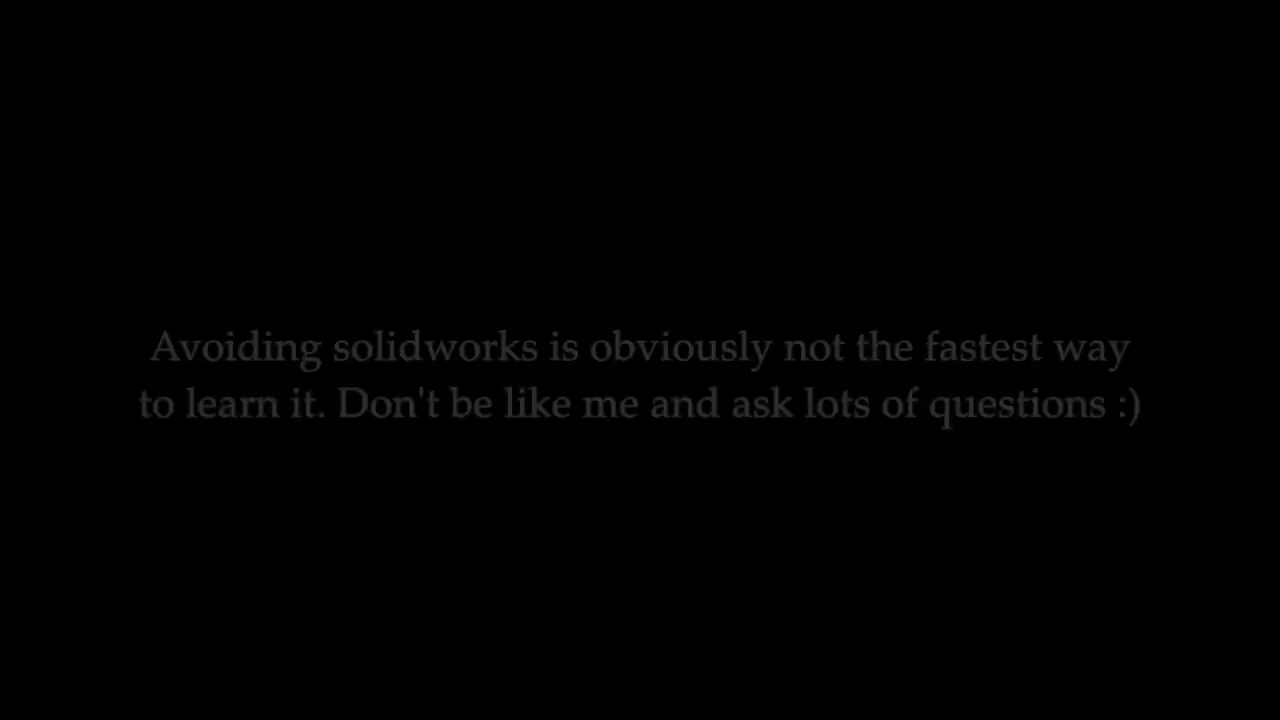 Avoiding solidworks is obviously not the fastest way
to learn it. Don't be like me and ask lots of questions :)